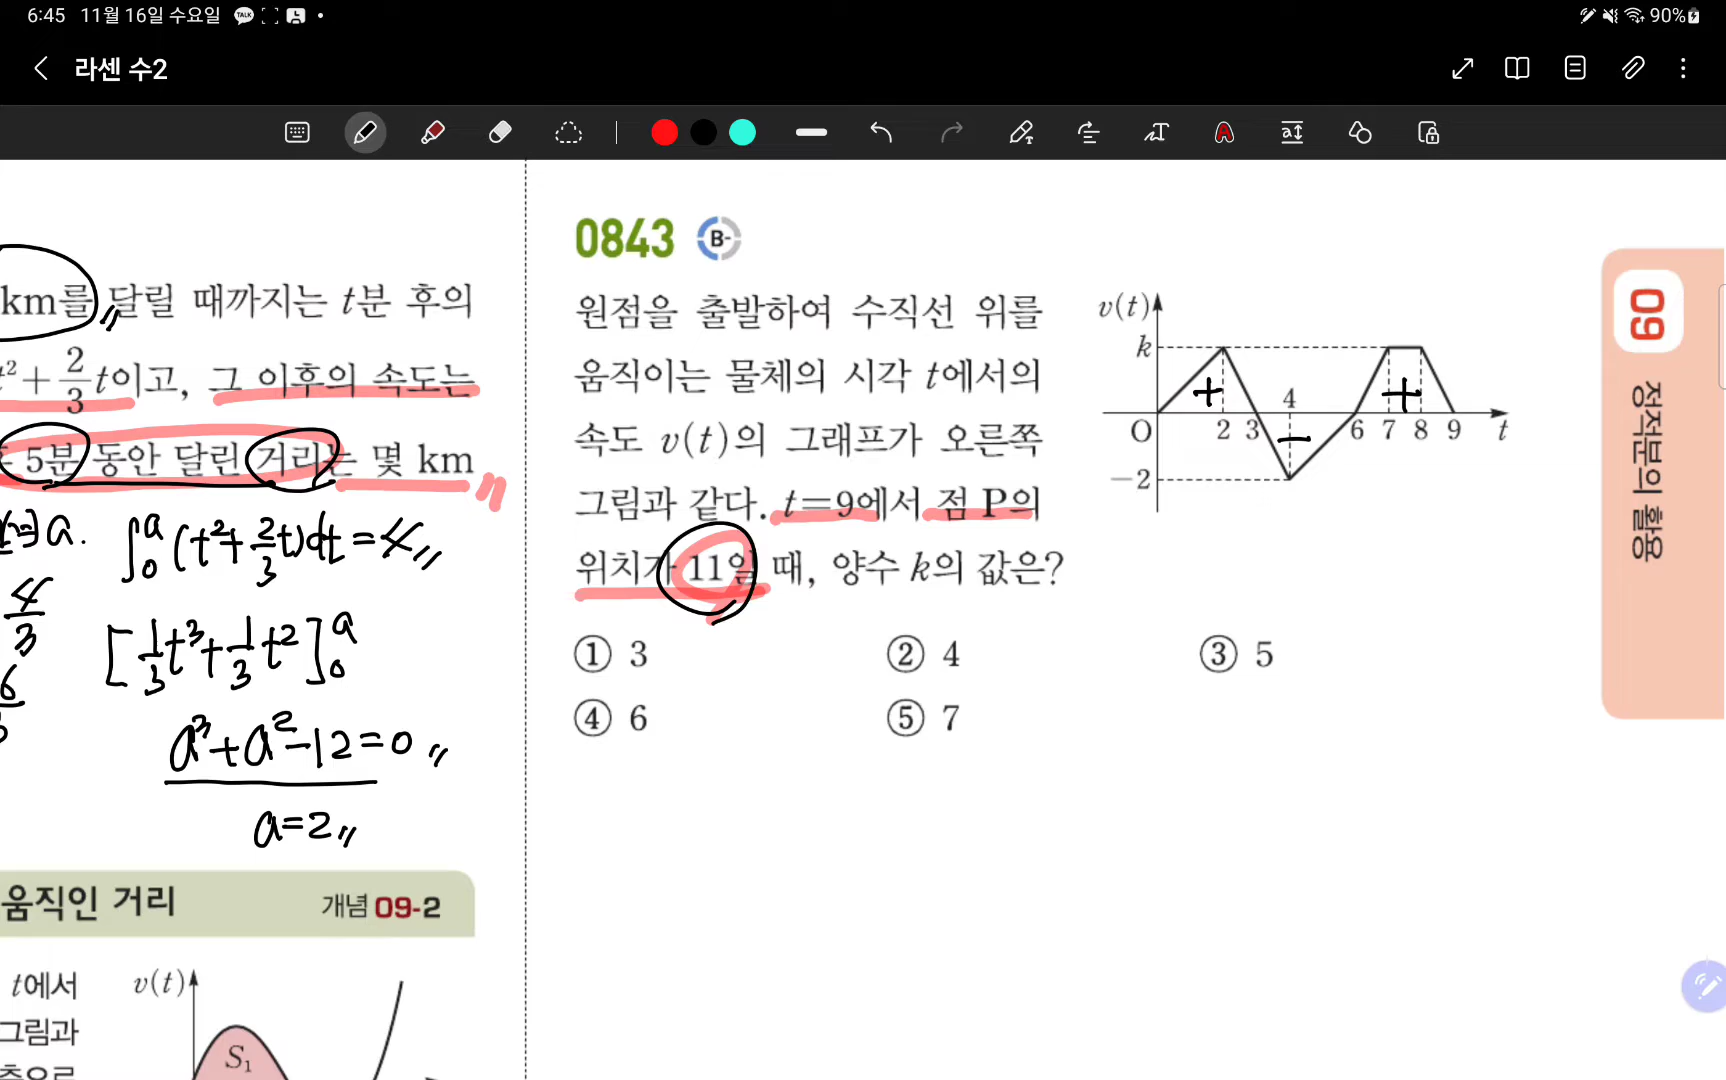 6:45 11월 16일 수요일 TALK
90%
라센 수2
km를 달릴 때까지는 t분 후의
t² + 2/3 t이고, 그 이후의 속도는
5분 동안 달린 거리는 몇 km
a. ∫₀ᵃ (t² + 2/3 t)dt = 4
4/3
[1/3 t³ + 1/3 t²]₀ᵃ
a³ + a² - 12 = 0
a = 2
움직인 거리 개념 09-2
t에서
그림과
v(t)
S₁
0843 B-
원점을 출발하여 수직선 위를
움직이는 물체의 시각 t에서의
속도 v(t)의 그래프가 오른쪽
그림과 같다. t=9에서 점 P의
위치가 11일 때, 양수 k의 값은?
v(t)
k
+ +
4
O 2 3 6 7 8 9 t
−
−2
① 3 ② 4 ③ 5
④ 6 ⑤ 7
09
정적분의 활용